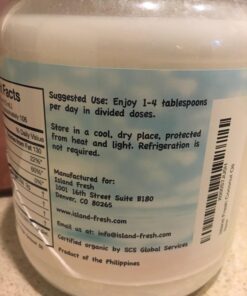 Facts
% Daily Value
Suggested Use: Enjoy 1-4 tablespoons
per day in divided doses.
Store in a cool, dry place, protected
from heat and light. Refrigeration is
not required.
Manufactured for:
Island Fresh
1001 16th Street Suite B180
Denver, CO 80265
www.island-fresh.com
Email us at: info@island-fresh.com
Certified organic by SCS Global Services
Product of the Philippines